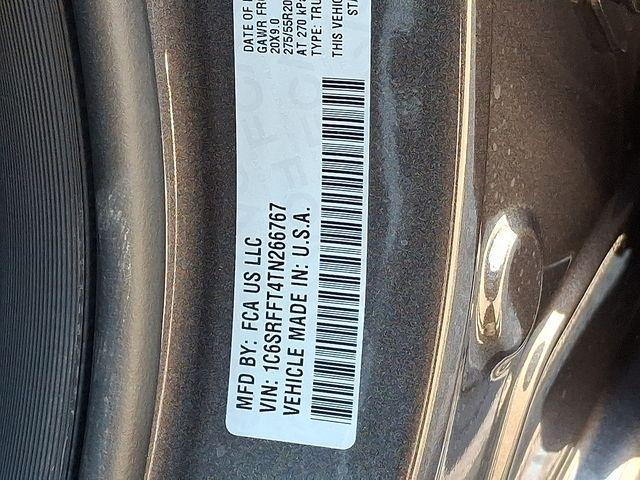 MFD BY: FCA US LLC
VIN: 1C6SRFFT4TN266767
VEHICLE MADE IN: U.S.A.
DATE OF
GAWR FR
20X9.0
275/55R20
AT 270 kP
TYPE: TRU
THIS VEHIC
STA